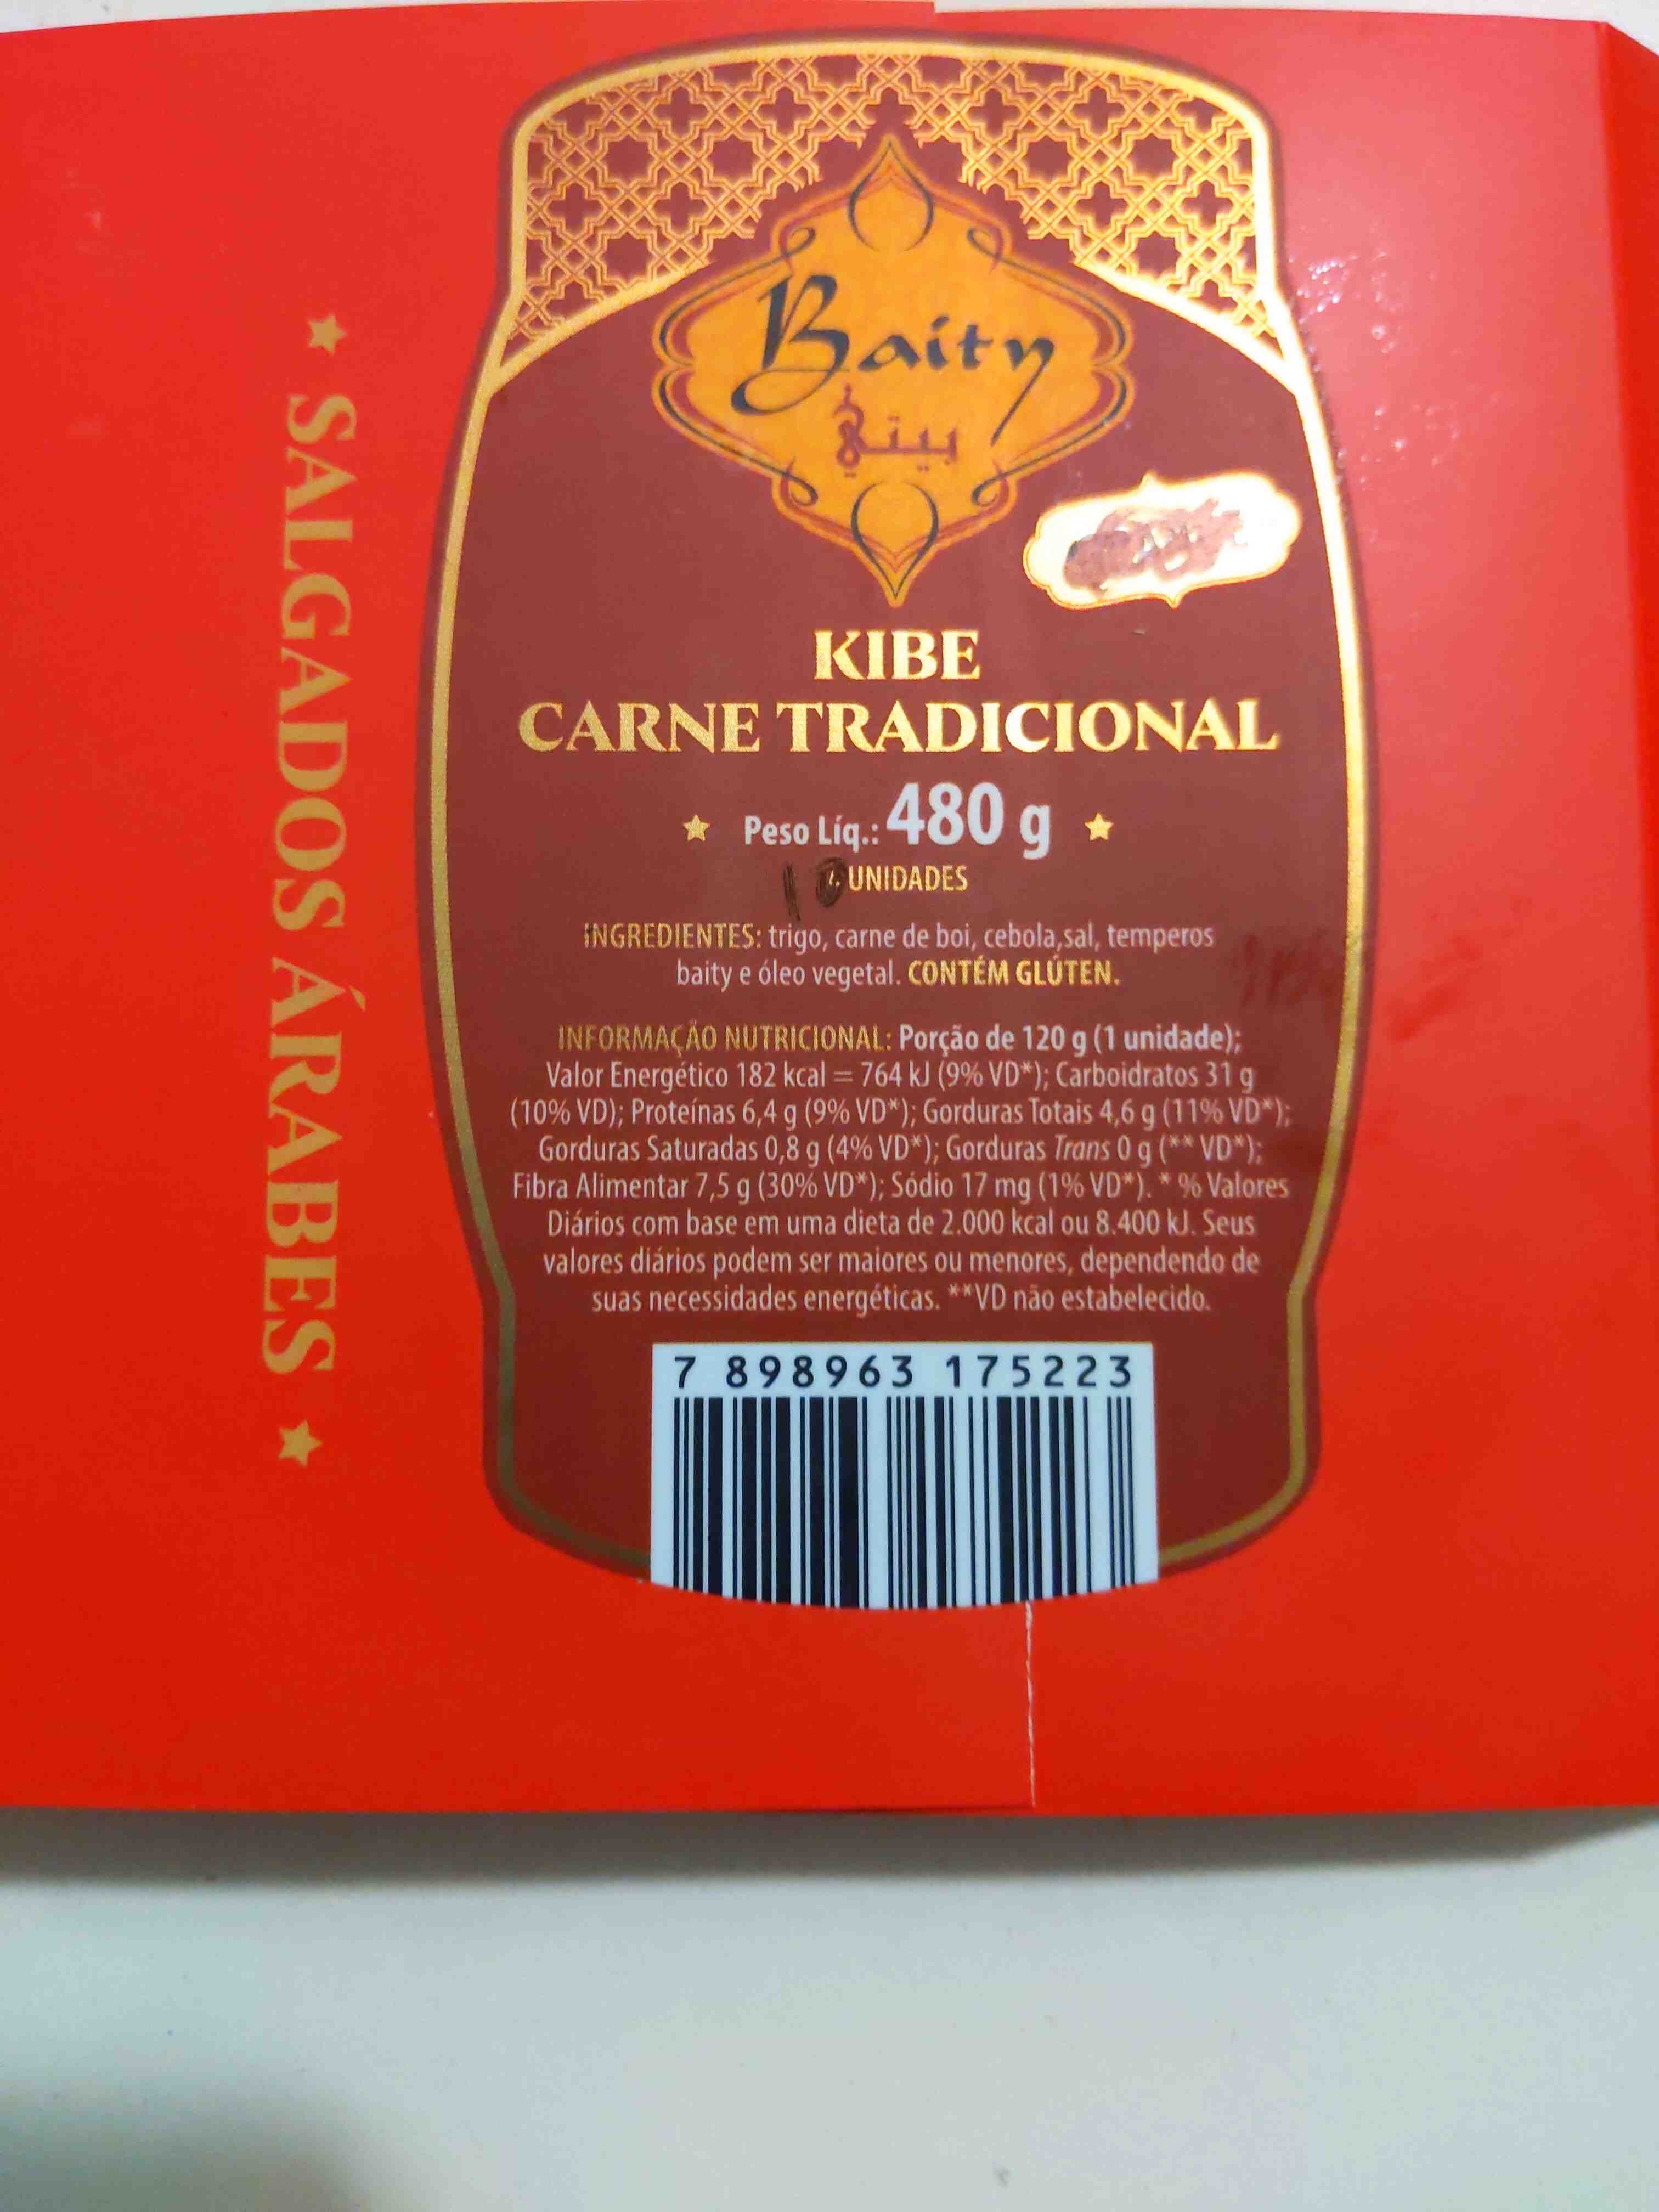 Baity
بيتي
KIBE
CARNE TRADICIONAL
★ Peso Líq.: 480 g ★
10 UNIDADES
INGREDIENTES: trigo, carne de boi, cebola,sal, temperos
baity e óleo vegetal. CONTÉM GLÚTEN.
INFORMAÇÃO NUTRICIONAL: Porção de 120 g (1 unidade);
Valor Energético 182 kcal = 764 kJ (9% VD*); Carboidratos 31 g
(10% VD); Proteínas 6,4 g (9% VD*); Gorduras Totais 4,6 g (11% VD*);
Gorduras Saturadas 0,8 g (4% VD*); Gorduras Trans 0 g (** VD*);
Fibra Alimentar 7,5 g (30% VD*); Sódio 17 mg (1% VD*). * % Valores
Diários com base em uma dieta de 2.000 kcal ou 8.400 kJ. Seus
valores diários podem ser maiores ou menores, dependendo de
suas necessidades energéticas. **VD não estabelecido.
7 898963 175223
★ SALGADOS ÁRABES ★